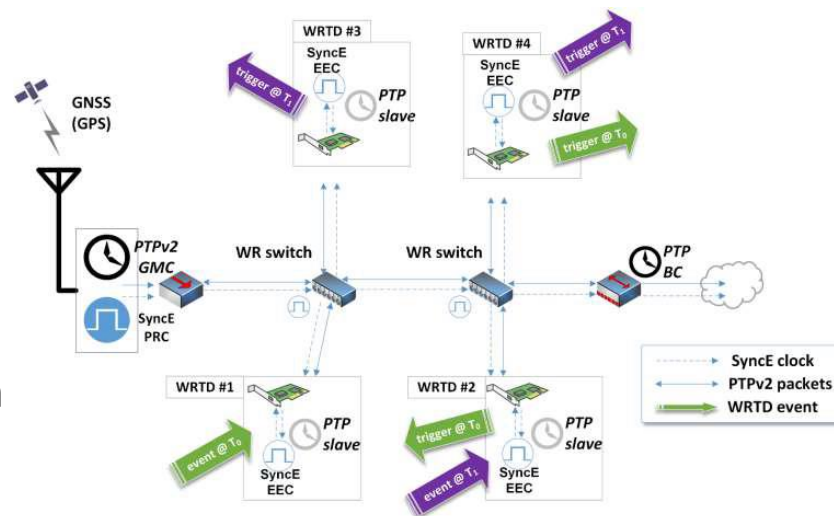 WRTD #3
SyncE
EEC
PTP
slave
trigger @ T1
WRTD #4
SyncE
EEC
PTP
slave
trigger @ T1
trigger @ T0
GNSS
(GPS)
PTPv2
GMC
SyncE
PRC
WR switch
WR switch
PTP
BC
WRTD #1
PTP
slave
SyncE
EEC
event @ T0
WRTD #2
PTP
slave
SyncE
EEC
trigger @ T0
event @ T1
SyncE clock
PTPv2 packets
WRTD event